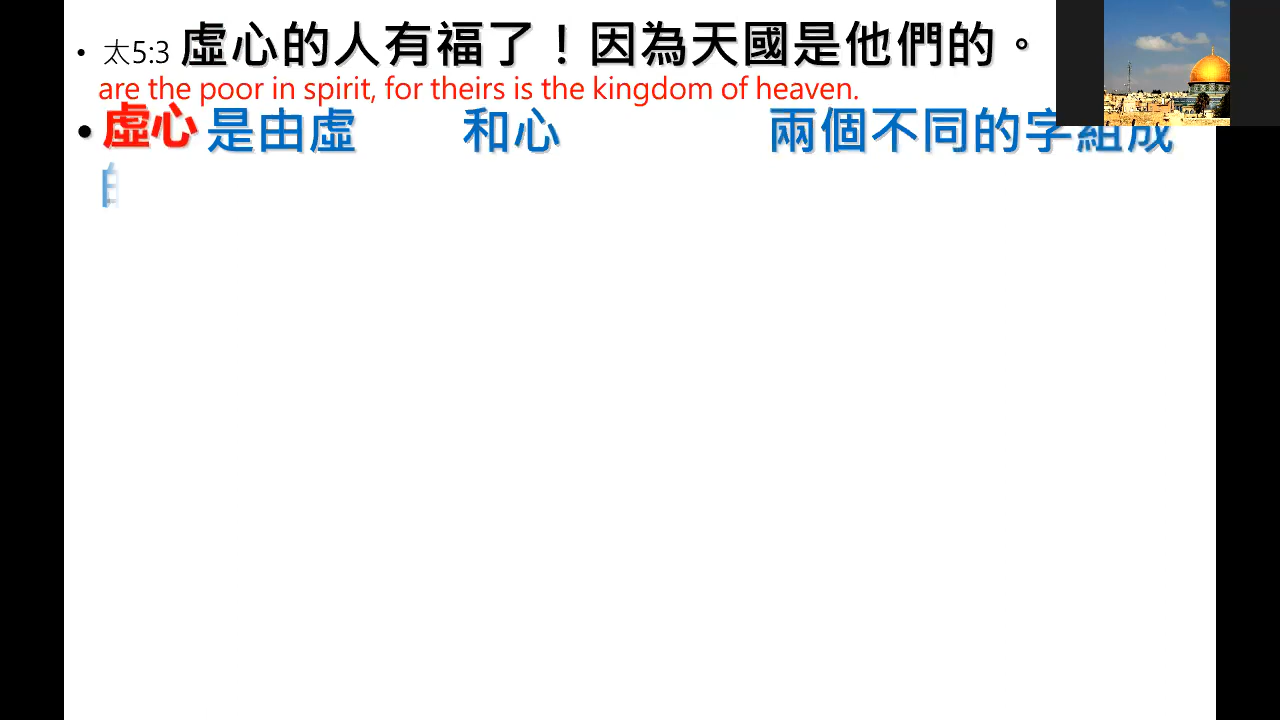 • 太5:3 虛心的人有福了！因為天國是他們的。
are the poor in spirit, for theirs is the kingdom of heaven.
• 虛心 是由虛 和心 兩個不同的字組成